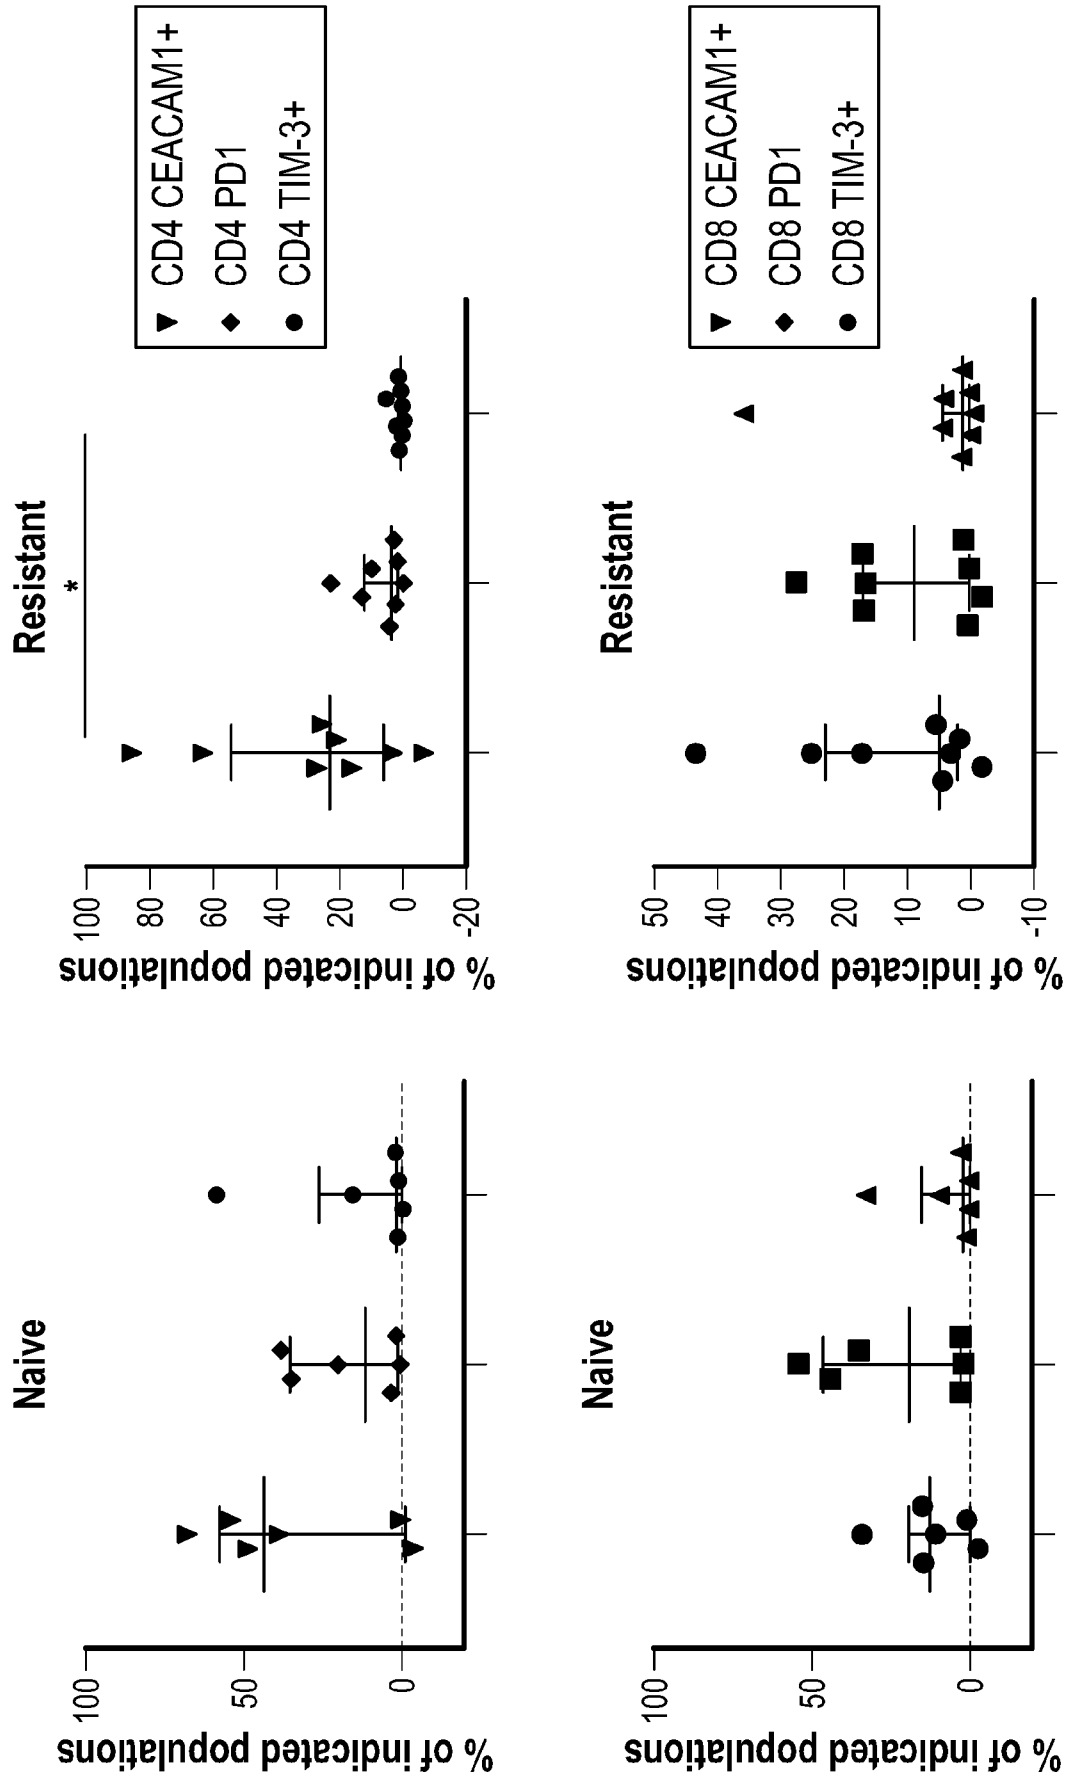 Naive
% of indicated populations
100
50
0
Resistant
*
% of indicated populations
100
80
60
40
20
0
-20
CD4 CEACAM1+
CD4 PD1
CD4 TIM-3+
Naive
% of indicated populations
100
50
0
Resistant
% of indicated populations
50
40
30
20
10
0
-10
CD8 CEACAM1+
CD8 PD1
CD8 TIM-3+